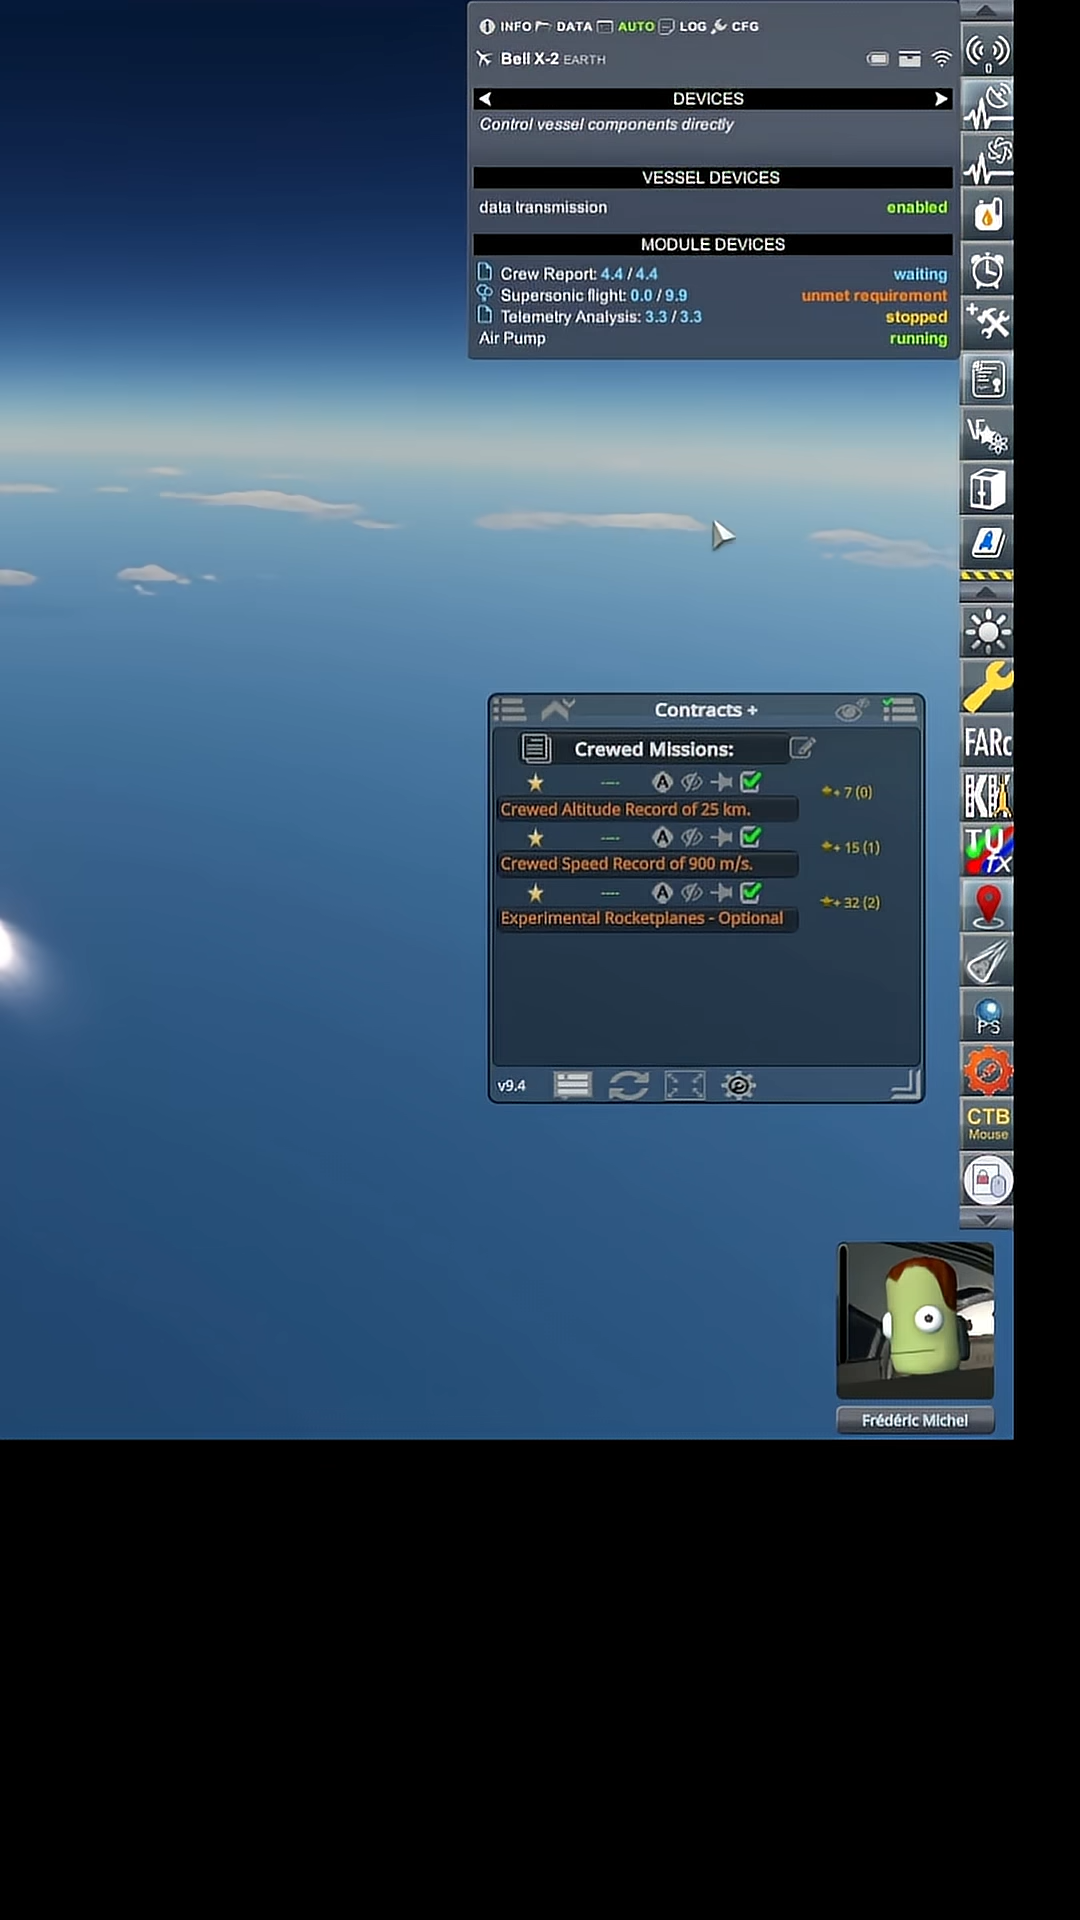 INFO DATA AUTO LOG CFG
Bell X-2 EARTH
DEVICES
Control vessel components directly
VESSEL DEVICES
data transmission enabled
MODULE DEVICES
Crew Report: 4.4 / 4.4 waiting
Supersonic flight: 0.0 / 9.9 unmet requirement
Telemetry Analysis: 3.3 / 3.3 stopped
Air Pump running
0
FARc
KK
TU
fx
PS
CTB
Mouse
Contracts +
Crewed Missions:
---- A + 7 (0)
Crewed Altitude Record of 25 km.
---- A + 15 (1)
Crewed Speed Record of 900 m/s.
---- A + 32 (2)
Experimental Rocketplanes - Optional
v9.4
Frédéric Michel